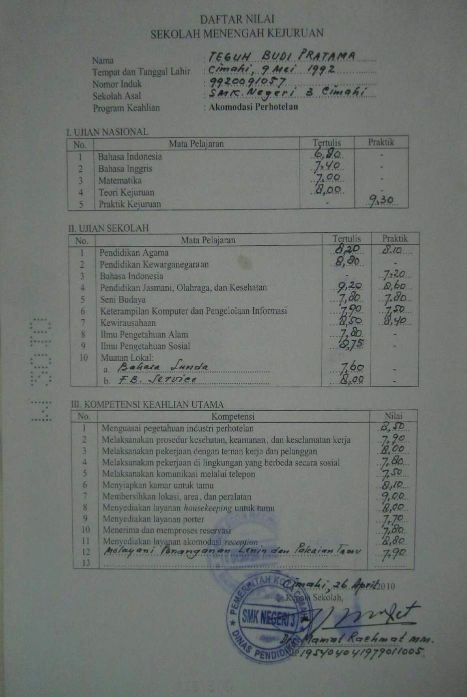 DAFTAR NILAI
SEKOLAH MENENGAH KEJURUAN
Nama : TEGUH BUDI PRATAMA
Tempat dan Tanggal Lahir : Cimahi, 9 Mei 1992
Nomor Induk : 9920091057
Sekolah Asal : SMK Negeri 3 Cimahi
Program Keahlian : Akomodasi Perhotelan
I. UJIAN NASIONAL
No. Mata Pelajaran Tertulis Praktik
1 Bahasa Indonesia 6,80 -
2 Bahasa Inggris 7,40 -
3 Matematika 7,00 -
4 Teori Kejuruan 8,00 -
5 Praktik Kejuruan - 9,30
II. UJIAN SEKOLAH
No. Mata Pelajaran Tertulis Praktik
1 Pendidikan Agama 8,20 8,10
2 Pendidikan Kewarganegaraan 8,80 -
3 Bahasa Indonesia - 7,20
4 Pendidikan Jasmani, Olahraga, dan Kesehatan 9,20 8,60
5 Seni Budaya 7,80 7,80
6 Keterampilan Komputer dan Pengelolaan Informasi 7,90 7,50
7 Kewirausahaan 8,50 8,40
8 Ilmu Pengetahuan Alam 7,80 -
9 Ilmu Pengetahuan Sosial 8,75 -
10 Muatan Lokal:
a. Bahasa Sunda 7,60 -
b. F.B. Service 8,00 -
III. KOMPETENSI KEAHLIAN UTAMA
No. Kompetensi Nilai
1 Menguasai pegetahuan industri perhotelan 8,50
2 Melaksanakan prosedur kesehatan, keamanan, dan keselamatan kerja 7,90
3 Melaksanakan pekerjaan dengan teman kerja dan pelanggan 8,00
4 Melaksanakan pekerjaan di lingkungan yang berbeda secara sosial 7,80
5 Melaksanakan komunikasi melalui telepon 7,50
6 Menyiapkan kamar untuk tamu 8,10
7 Membersihkan lokasi, area, dan peralatan 9,00
8 Menyediakan layanan housekeeping untuk tamu 8,00
9 Menyediakan layanan porter 7,70
10 Menerima dan memproses reservasi 7,80
11 Menyediakan layanan akomodasi reception 8,80
12 Melayani Penanganan Lenin dan Pakaian Tamu 7,90
13
Cimahi, 26 April 2010
Kepala Sekolah,
PEMERINTAH KOTA CIMAHI
SMK NEGERI 3
DINAS PENDIDIKAN
Drs. Mamat Rachmat MM.
195404041979011005